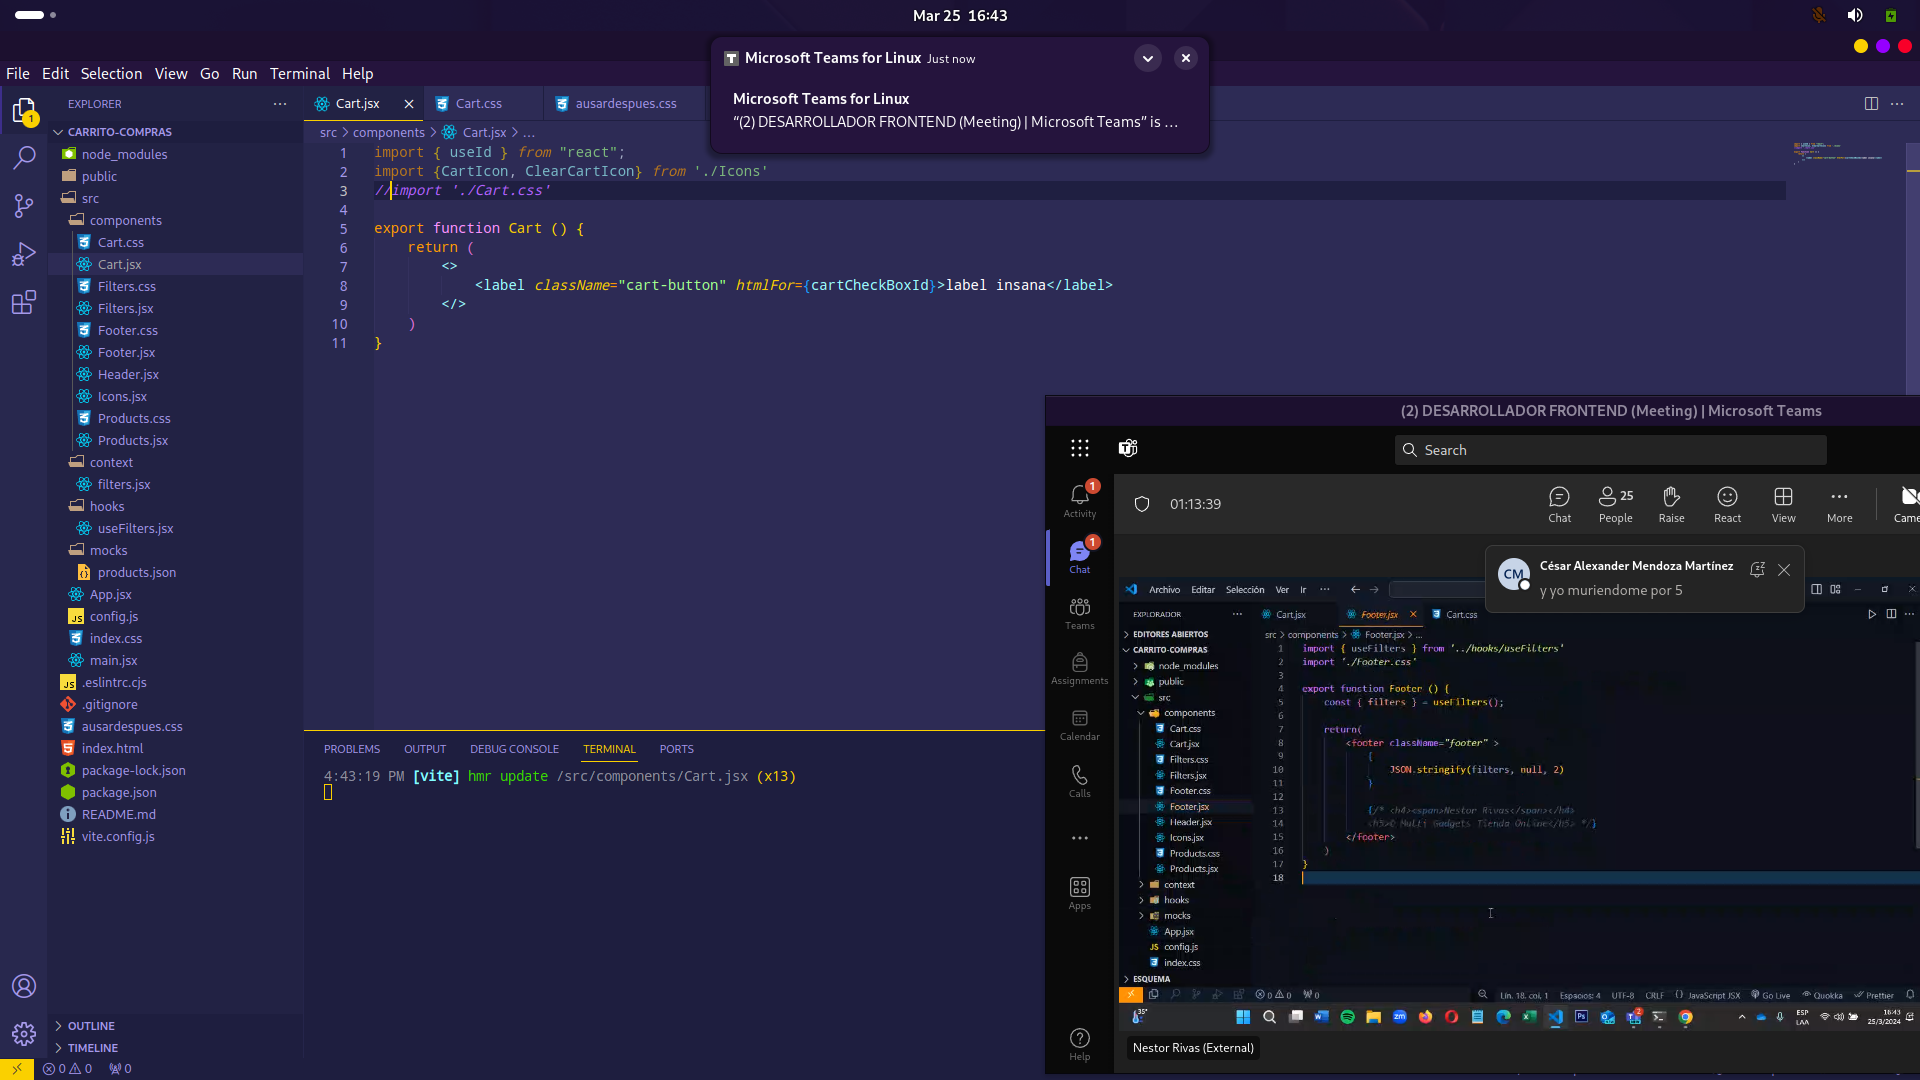 Mar 25 16:43
Microsoft Teams for Linux Just now
Microsoft Teams for Linux
“(2) DESARROLLADOR FRONTEND (Meeting) | Microsoft Teams” is …
File Edit Selection View Go Run Terminal Help
EXPLORER
1
CARRITO-COMPRAS
node_modules
public
src
components
Cart.css
Cart.jsx
Filters.css
Filters.jsx
Footer.css
Footer.jsx
Header.jsx
Icons.jsx
Products.css
Products.jsx
context
filters.jsx
hooks
useFilters.jsx
mocks
products.json
App.jsx
config.js
index.css
main.jsx
.eslintrc.cjs
.gitignore
ausardespues.css
index.html
package-lock.json
package.json
README.md
vite.config.js
OUTLINE
TIMELINE
0 0 0
Cart.jsx Cart.css ausardespues.css
src > components > Cart.jsx > ...
1 import { useId } from "react";
2 import {CartIcon, ClearCartIcon} from './Icons'
3 //import './Cart.css'
4
5 export function Cart () {
6 return (
7 <>
8 <label className="cart-button" htmlFor={cartCheckBoxId}>label insana</label>
9 </>
10 )
11 }
PROBLEMS OUTPUT DEBUG CONSOLE TERMINAL PORTS
4:43:19 PM [vite] hmr update /src/components/Cart.jsx (x13)
(2) DESARROLLADOR FRONTEND (Meeting) | Microsoft Teams
Search
1
Activity
1
Chat
Teams
Assignments
Calendar
Calls
Apps
Help
01:13:39
25
Chat People Raise React View More Came
CM
César Alexander Mendoza Martínez
y yo muriendome por 5
Archivo Editar Selección Ver Ir ...
EXPLORADOR
EDITORES ABIERTOS
CARRITO-COMPRAS
node_modules
public
src
components
Cart.css
Cart.jsx
Filters.css
Filters.jsx
Footer.css
Footer.jsx
Header.jsx
Icons.jsx
Products.css
Products.jsx
context
hooks
mocks
App.jsx
config.js
index.css
ESQUEMA
Cart.jsx Footer.jsx Cart.css
src > components > Footer.jsx > ...
1 import { useFilters } from '../hooks/useFilters'
2 import './Footer.css'
3
4 export function Footer () {
5 const { filters } = useFilters();
6
7 return(
8 <footer className="footer" >
9 {
10 JSON.stringify(filters, null, 2)
11 }
12
13 {/* <h4><span>Nestor Rivas</span></h4>
14 <h5>© Multi Gadgets Tienda Online</h5> */}
15 </footer>
16 )
17 }
18
0 0 0 Lín. 18, col. 1 Espacios: 4 UTF-8 CRLF JavaScript JSX Go Live Quokka Prettier
35°
2
ESP
LAA
16:43
25/3/2024
Nestor Rivas (External)